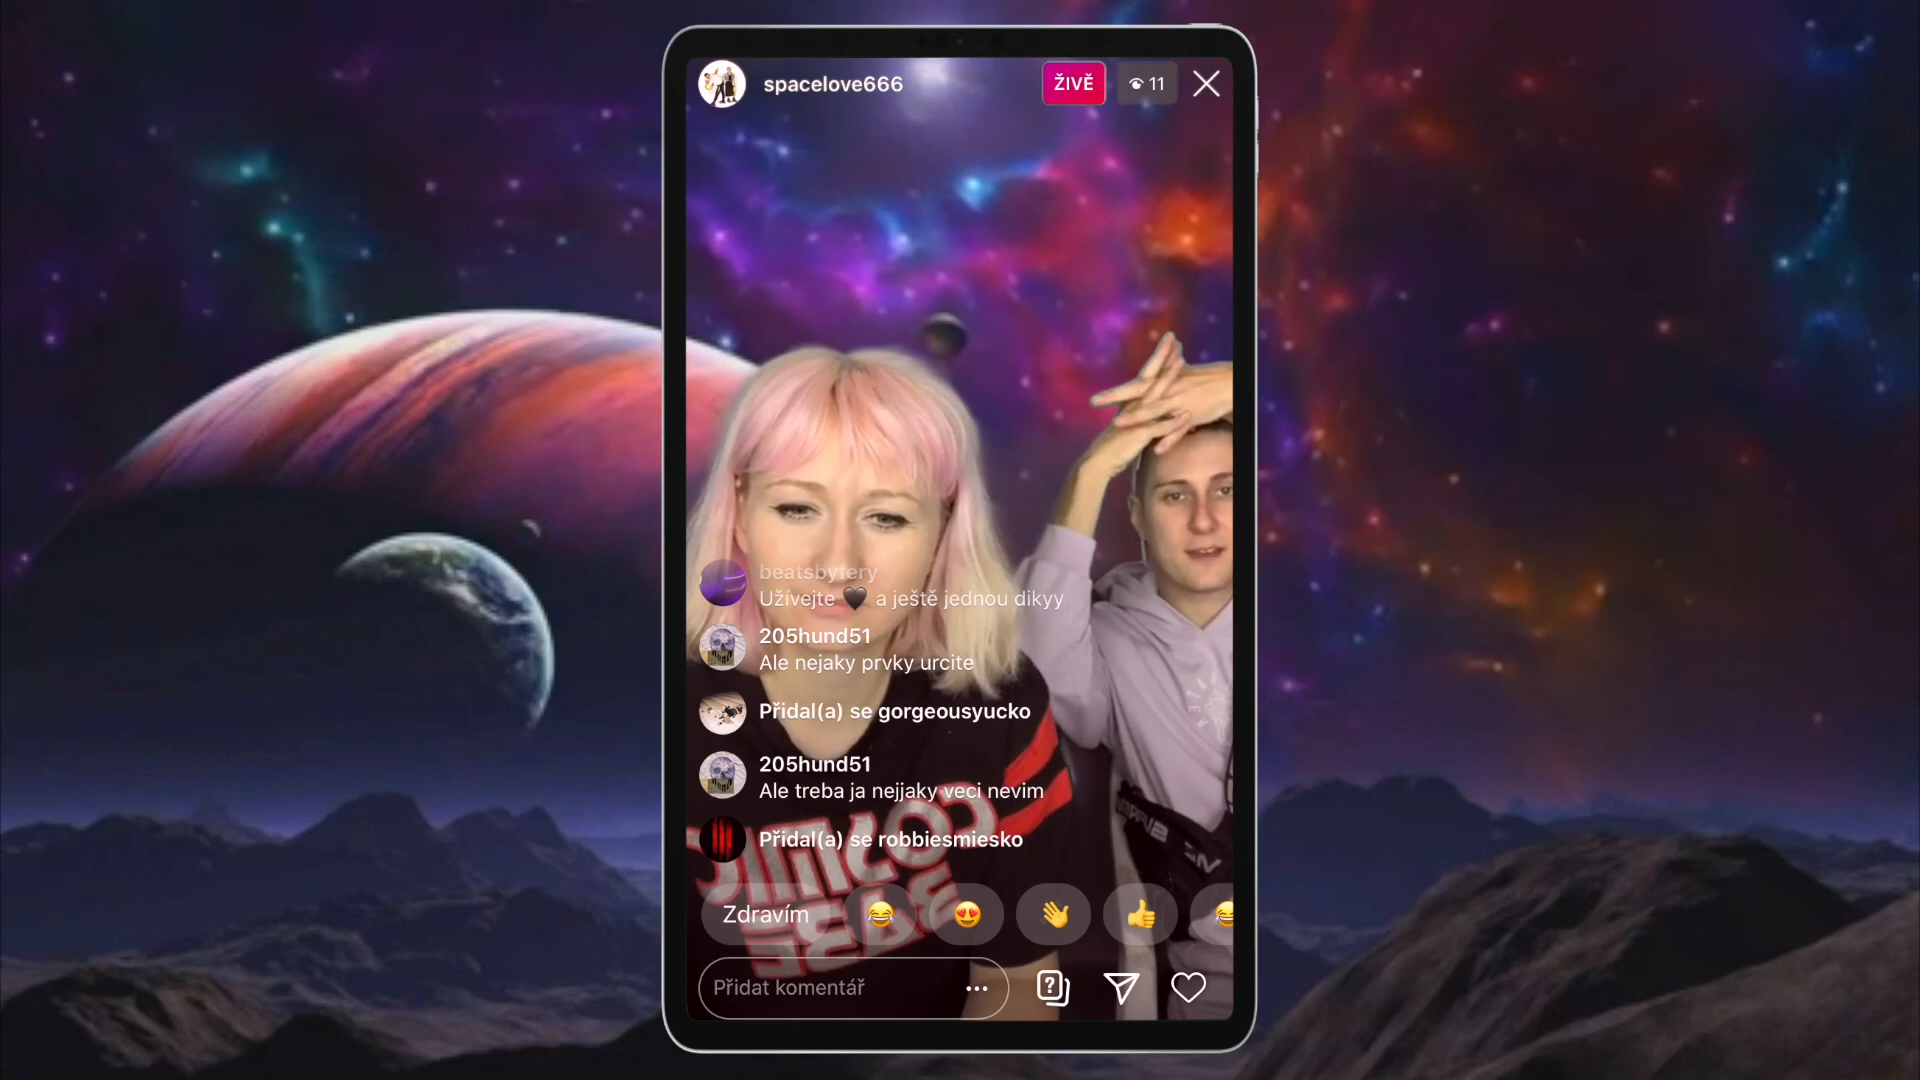 spacelove666
ŽIVĚ
11
beatsbyfery
Užívejte 🖤 a ještě jednou dikyy
205hund51
Ale nejaky prvky urcite
Přidal(a) se gorgeousyucko
205hund51
Ale treba ja nejjaky veci nevim
Přidal(a) se robbiesmiesko
Zdravím 😂 😍 👋 👍 😂
Přidat komentář ...